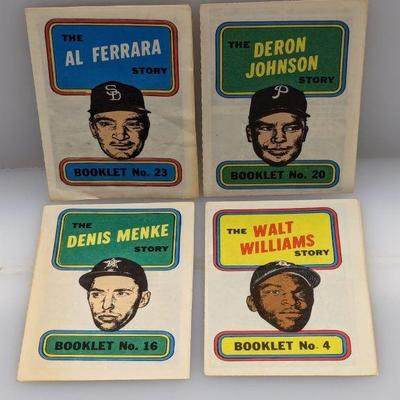 THE
AL FERRARA
STORY
SD
BOOKLET No. 23
THE DERON
JOHNSON
STORY
P
BOOKLET No. 20
THE
DENIS MENKE
STORY
BOOKLET No. 16
THE WALT
WILLIAMS
STORY
BOOKLET No. 4